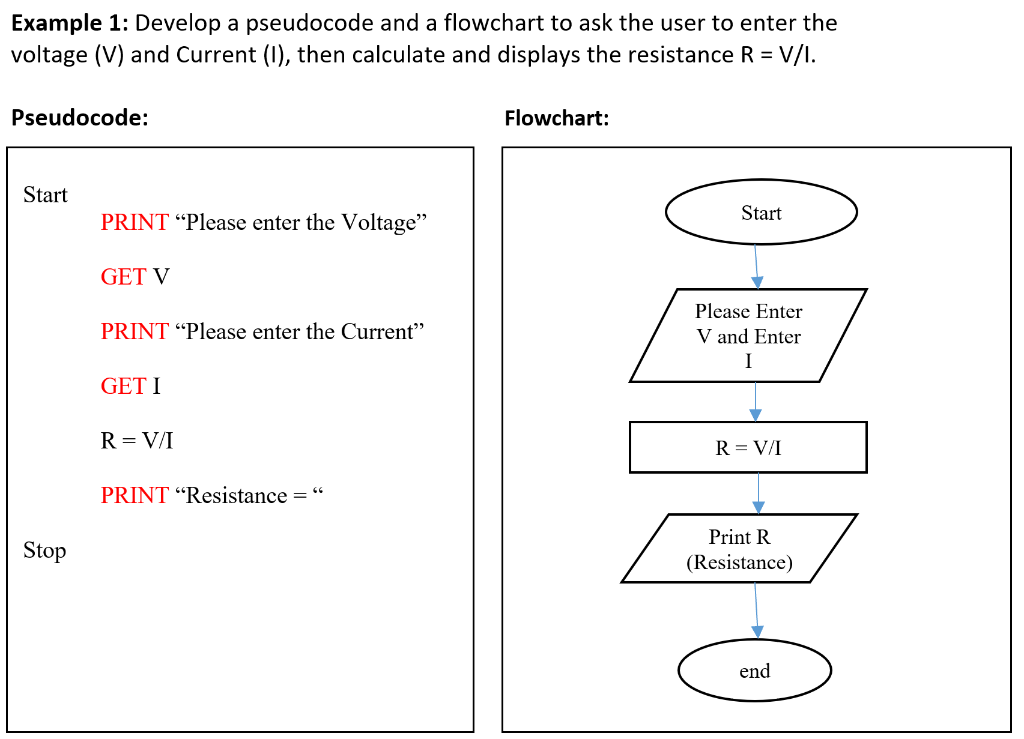 Example 1: Develop a pseudocode and a flowchart to ask the user to enter the
voltage (V) and Current (I), then calculate and displays the resistance R = V/I.
Pseudocode:
Start
PRINT “Please enter the Voltage”
GET V
PRINT “Please enter the Current”
GET I
R = V/I
PRINT “Resistance = “
Stop
Flowchart:
Start
Please Enter
V and Enter
I
R = V/I
Print R
(Resistance)
end